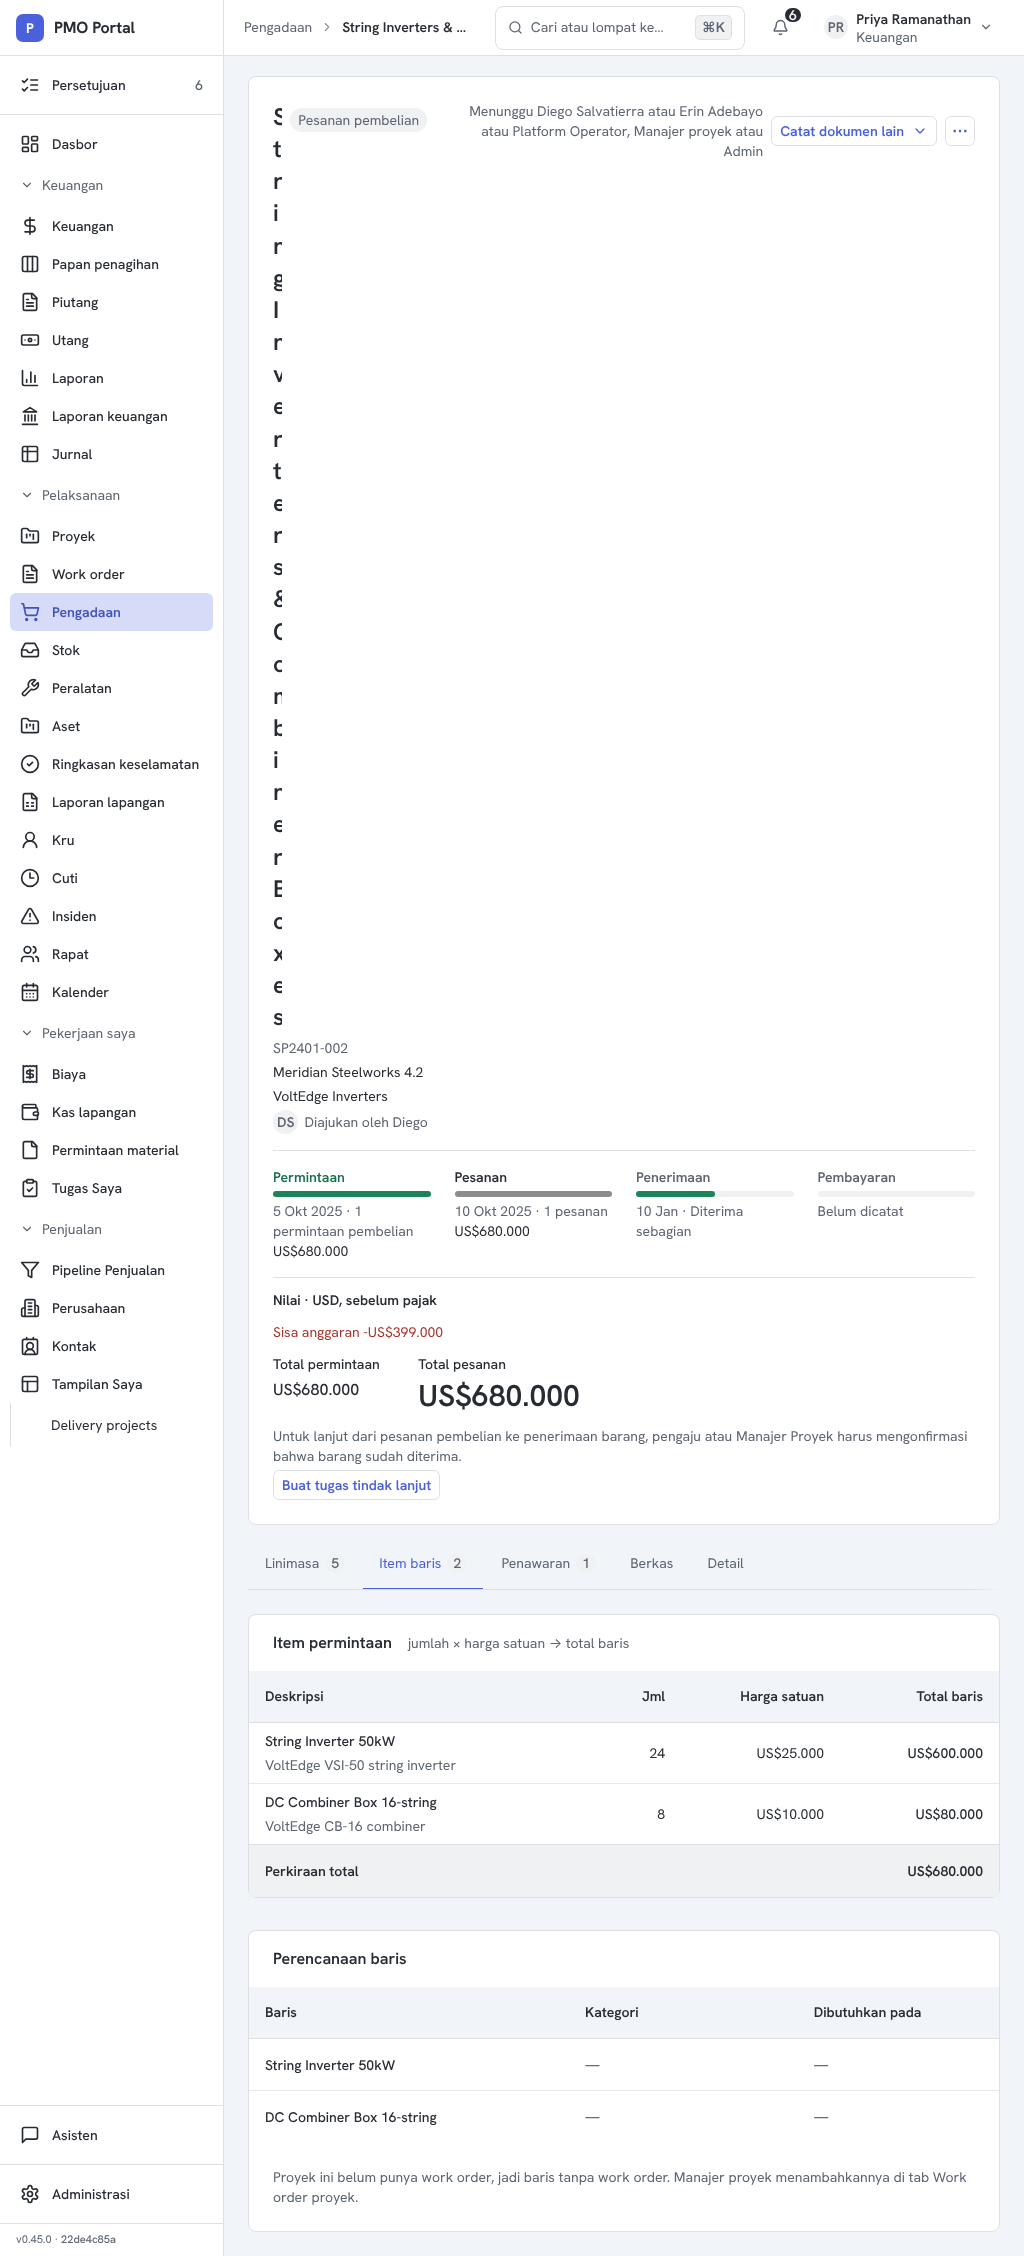 P PMO Portal
Pengadaan > String Inverters & ...
Cari atau lompat ke... ⌘K
6
PR Priya Ramanathan
Keuangan
Persetujuan 6
Dasbor
Keuangan
Keuangan
Papan penagihan
Piutang
Utang
Laporan
Laporan keuangan
Jurnal
Pelaksanaan
Proyek
Work order
Pengadaan
Stok
Peralatan
Aset
Ringkasan keselamatan
Laporan lapangan
Kru
Cuti
Insiden
Rapat
Kalender
Pekerjaan saya
Biaya
Kas lapangan
Permintaan material
Tugas Saya
Penjualan
Pipeline Penjualan
Perusahaan
Kontak
Tampilan Saya
Delivery projects
Asisten
Administrasi
v0.45.0 · 22de4c85a
S
t
r
i
n
g
I
n
v
e
r
t
e
r
s
&
C
o
m
b
i
n
e
r
B
o
x
e
s
Pesanan pembelian
Menunggu Diego Salvatierra atau Erin Adebayo
atau Platform Operator, Manajer proyek atau
Admin
Catat dokumen lain
SP2401-002
Meridian Steelworks 4.2
VoltEdge Inverters
DS Diajukan oleh Diego
Permintaan
5 Okt 2025 · 1
permintaan pembelian
US$680.000
Pesanan
10 Okt 2025 · 1 pesanan
US$680.000
Penerimaan
10 Jan · Diterima
sebagian
Pembayaran
Belum dicatat
Nilai · USD, sebelum pajak
Sisa anggaran -US$399.000
Total permintaan
US$680.000
Total pesanan
US$680.000
Untuk lanjut dari pesanan pembelian ke penerimaan barang, pengaju atau Manajer Proyek harus mengonfirmasi
bahwa barang sudah diterima.
Buat tugas tindak lanjut
Linimasa 5 Item baris 2 Penawaran 1 Berkas Detail
Item permintaan jumlah × harga satuan → total baris
Deskripsi Jml Harga satuan Total baris
String Inverter 50kW
VoltEdge VSI-50 string inverter
24 US$25.000 US$600.000
DC Combiner Box 16-string
VoltEdge CB-16 combiner
8 US$10.000 US$80.000
Perkiraan total US$680.000
Perencanaan baris
Baris Kategori Dibutuhkan pada
String Inverter 50kW — —
DC Combiner Box 16-string — —
Proyek ini belum punya work order, jadi baris tanpa work order. Manajer proyek menambahkannya di tab Work
order proyek.